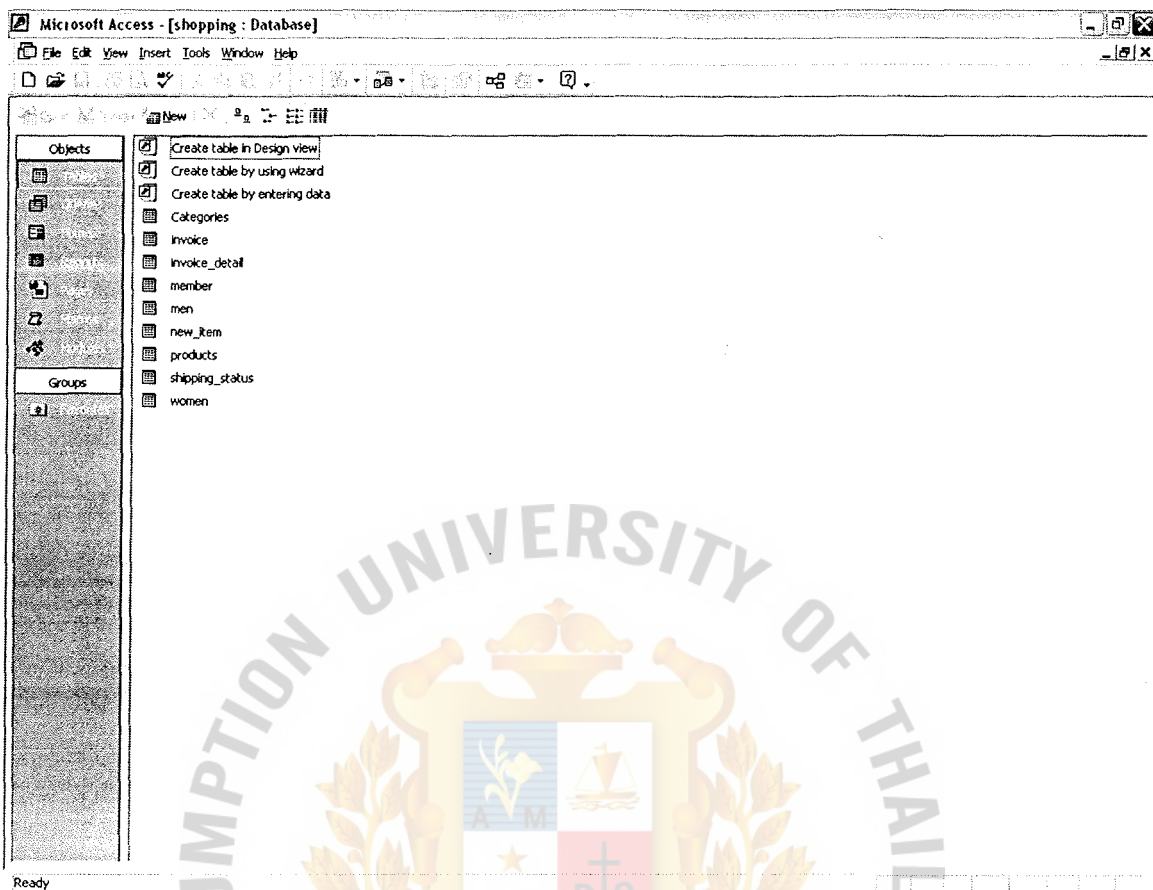 Microsoft Access - [shopping : Database]
File Edit View Insert Tools Window Help
New
Objects
Create table in Design view
Create table by using wizard
Create table by entering data
Categories
invoice
invoice_detail
member
men
new_item
products
shipping_status
women
Groups
UNIVERSITY OF
A M
Ready